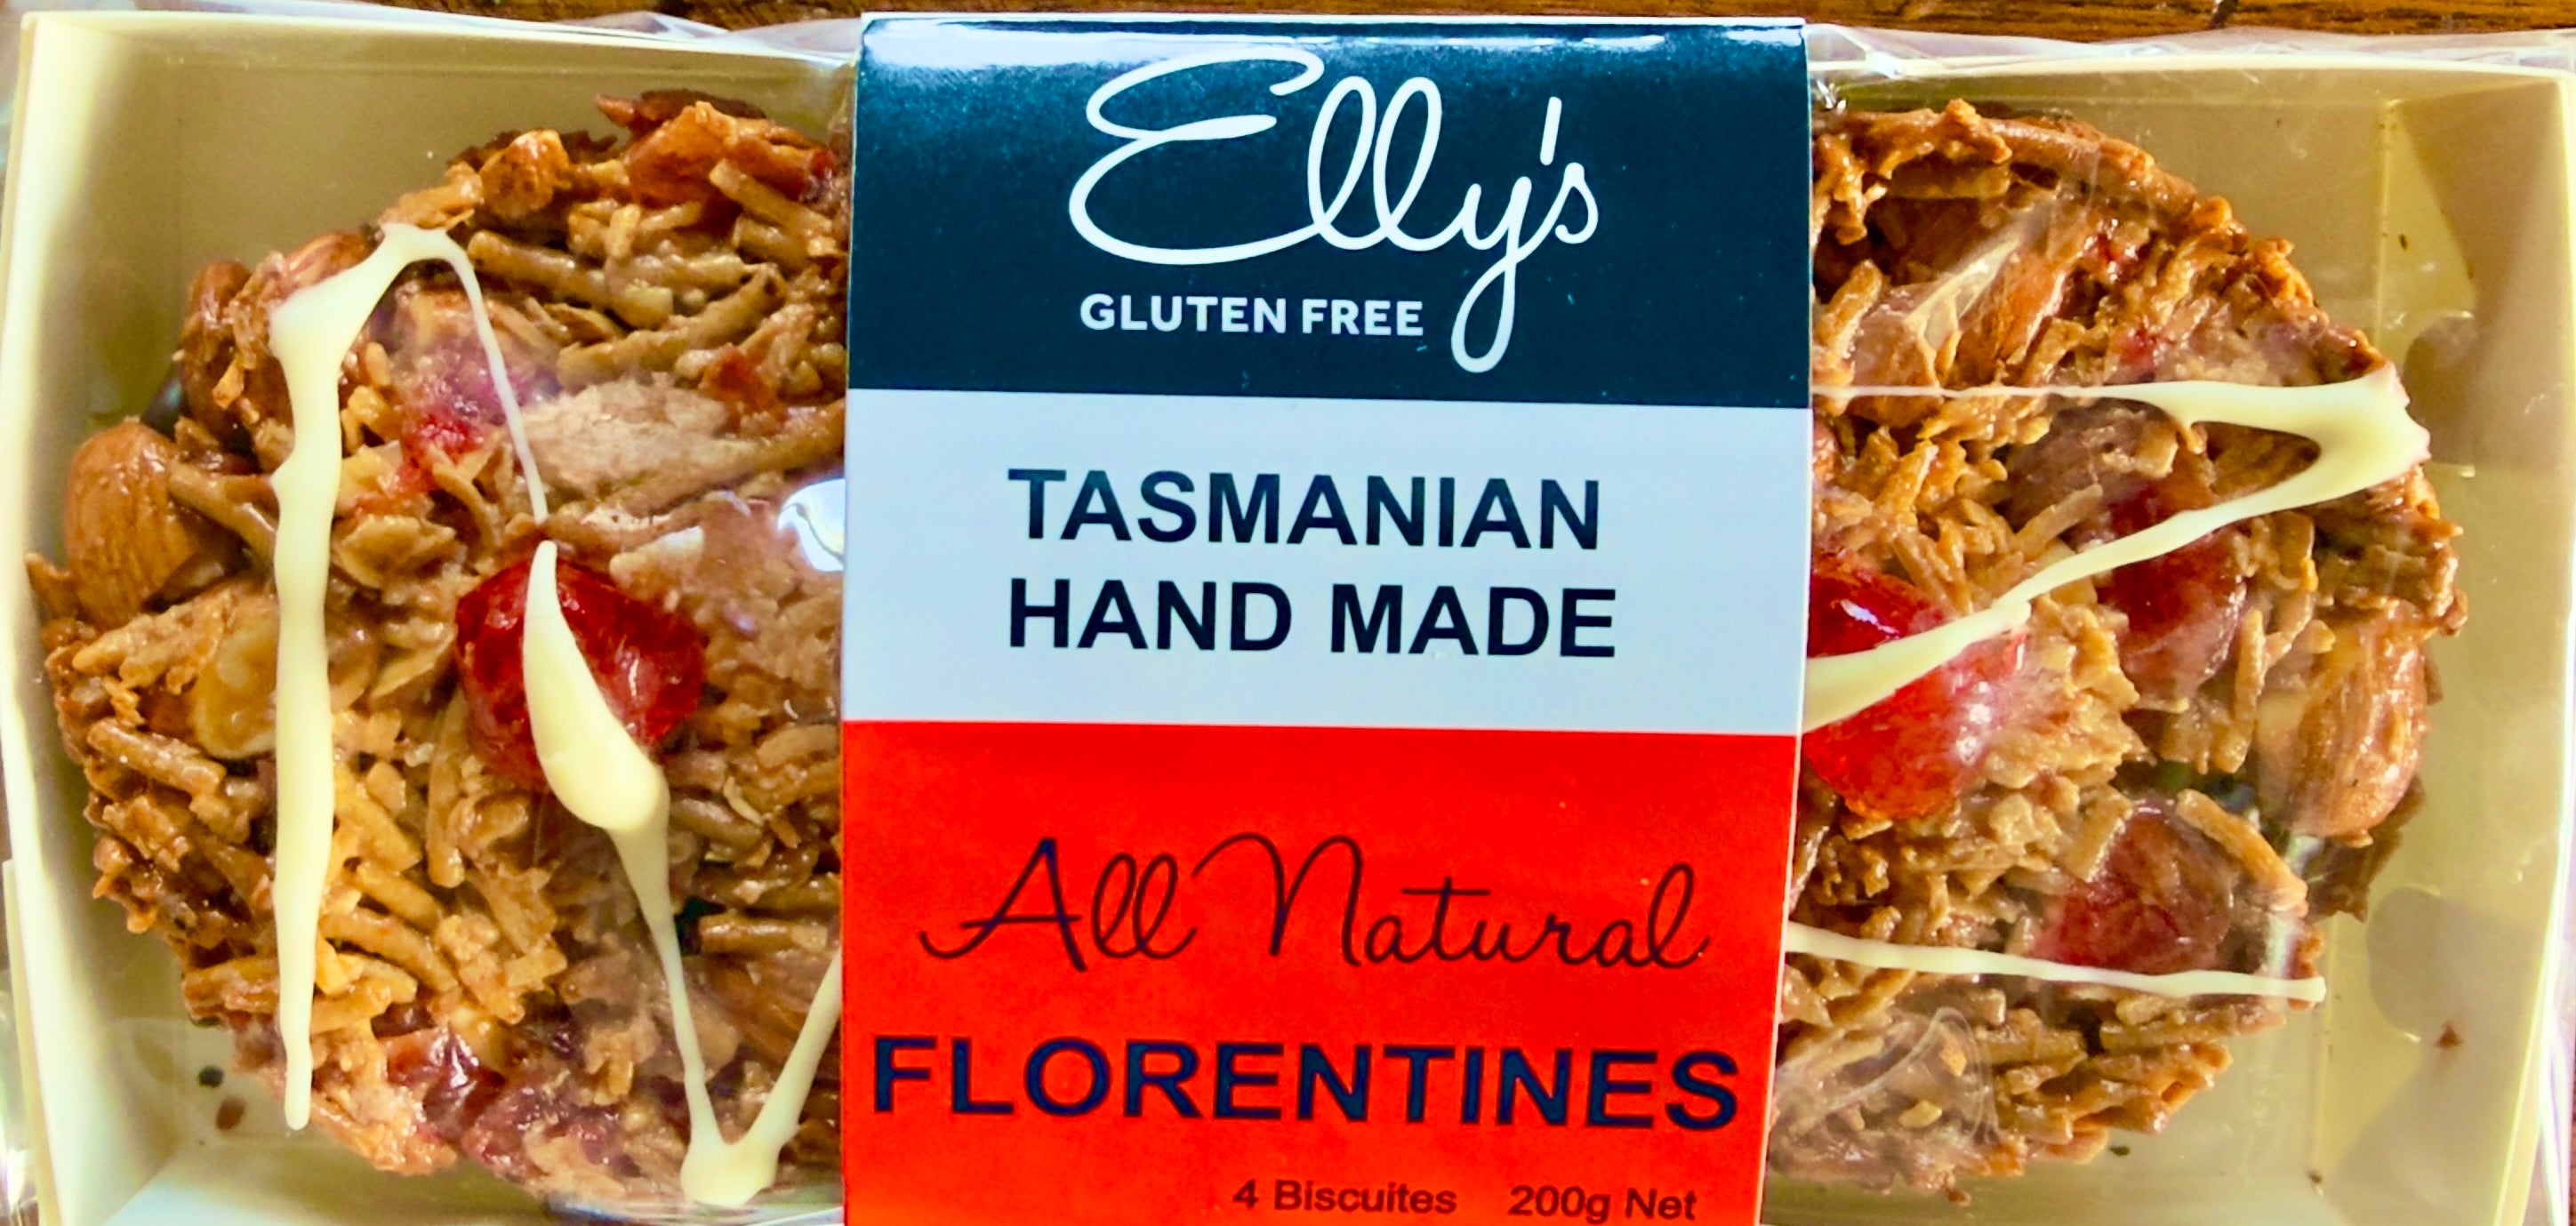 Elly's
GLUTEN FREE
TASMANIAN
HAND MADE
All Natural
FLORENTINES
4 Biscuites 200g Net